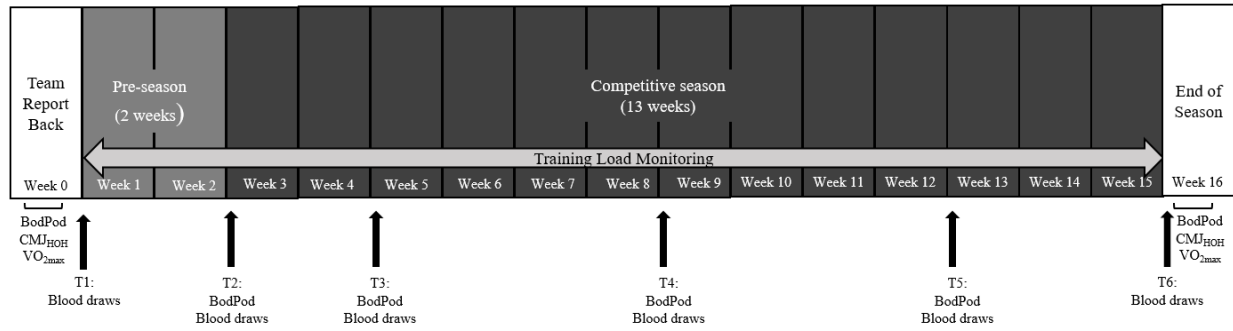 Team
Report
Back
Pre-season
(2 weeks)
Competitive season
(13 weeks)
End of
Season
Training Load Monitoring
Week 0
Week 1
Week 2
Week 3
Week 4
Week 5
Week 6
Week 7
Week 8
Week 9
Week 10
Week 11
Week 12
Week 13
Week 14
Week 15
Week 16
BodPod
CMJHOH
VO2max
T1:
Blood draws
T2:
BodPod
Blood draws
T3:
BodPod
Blood draws
T4:
BodPod
Blood draws
T5:
BodPod
Blood draws
T6:
Blood draws
BodPod
CMJHOH
VO2max